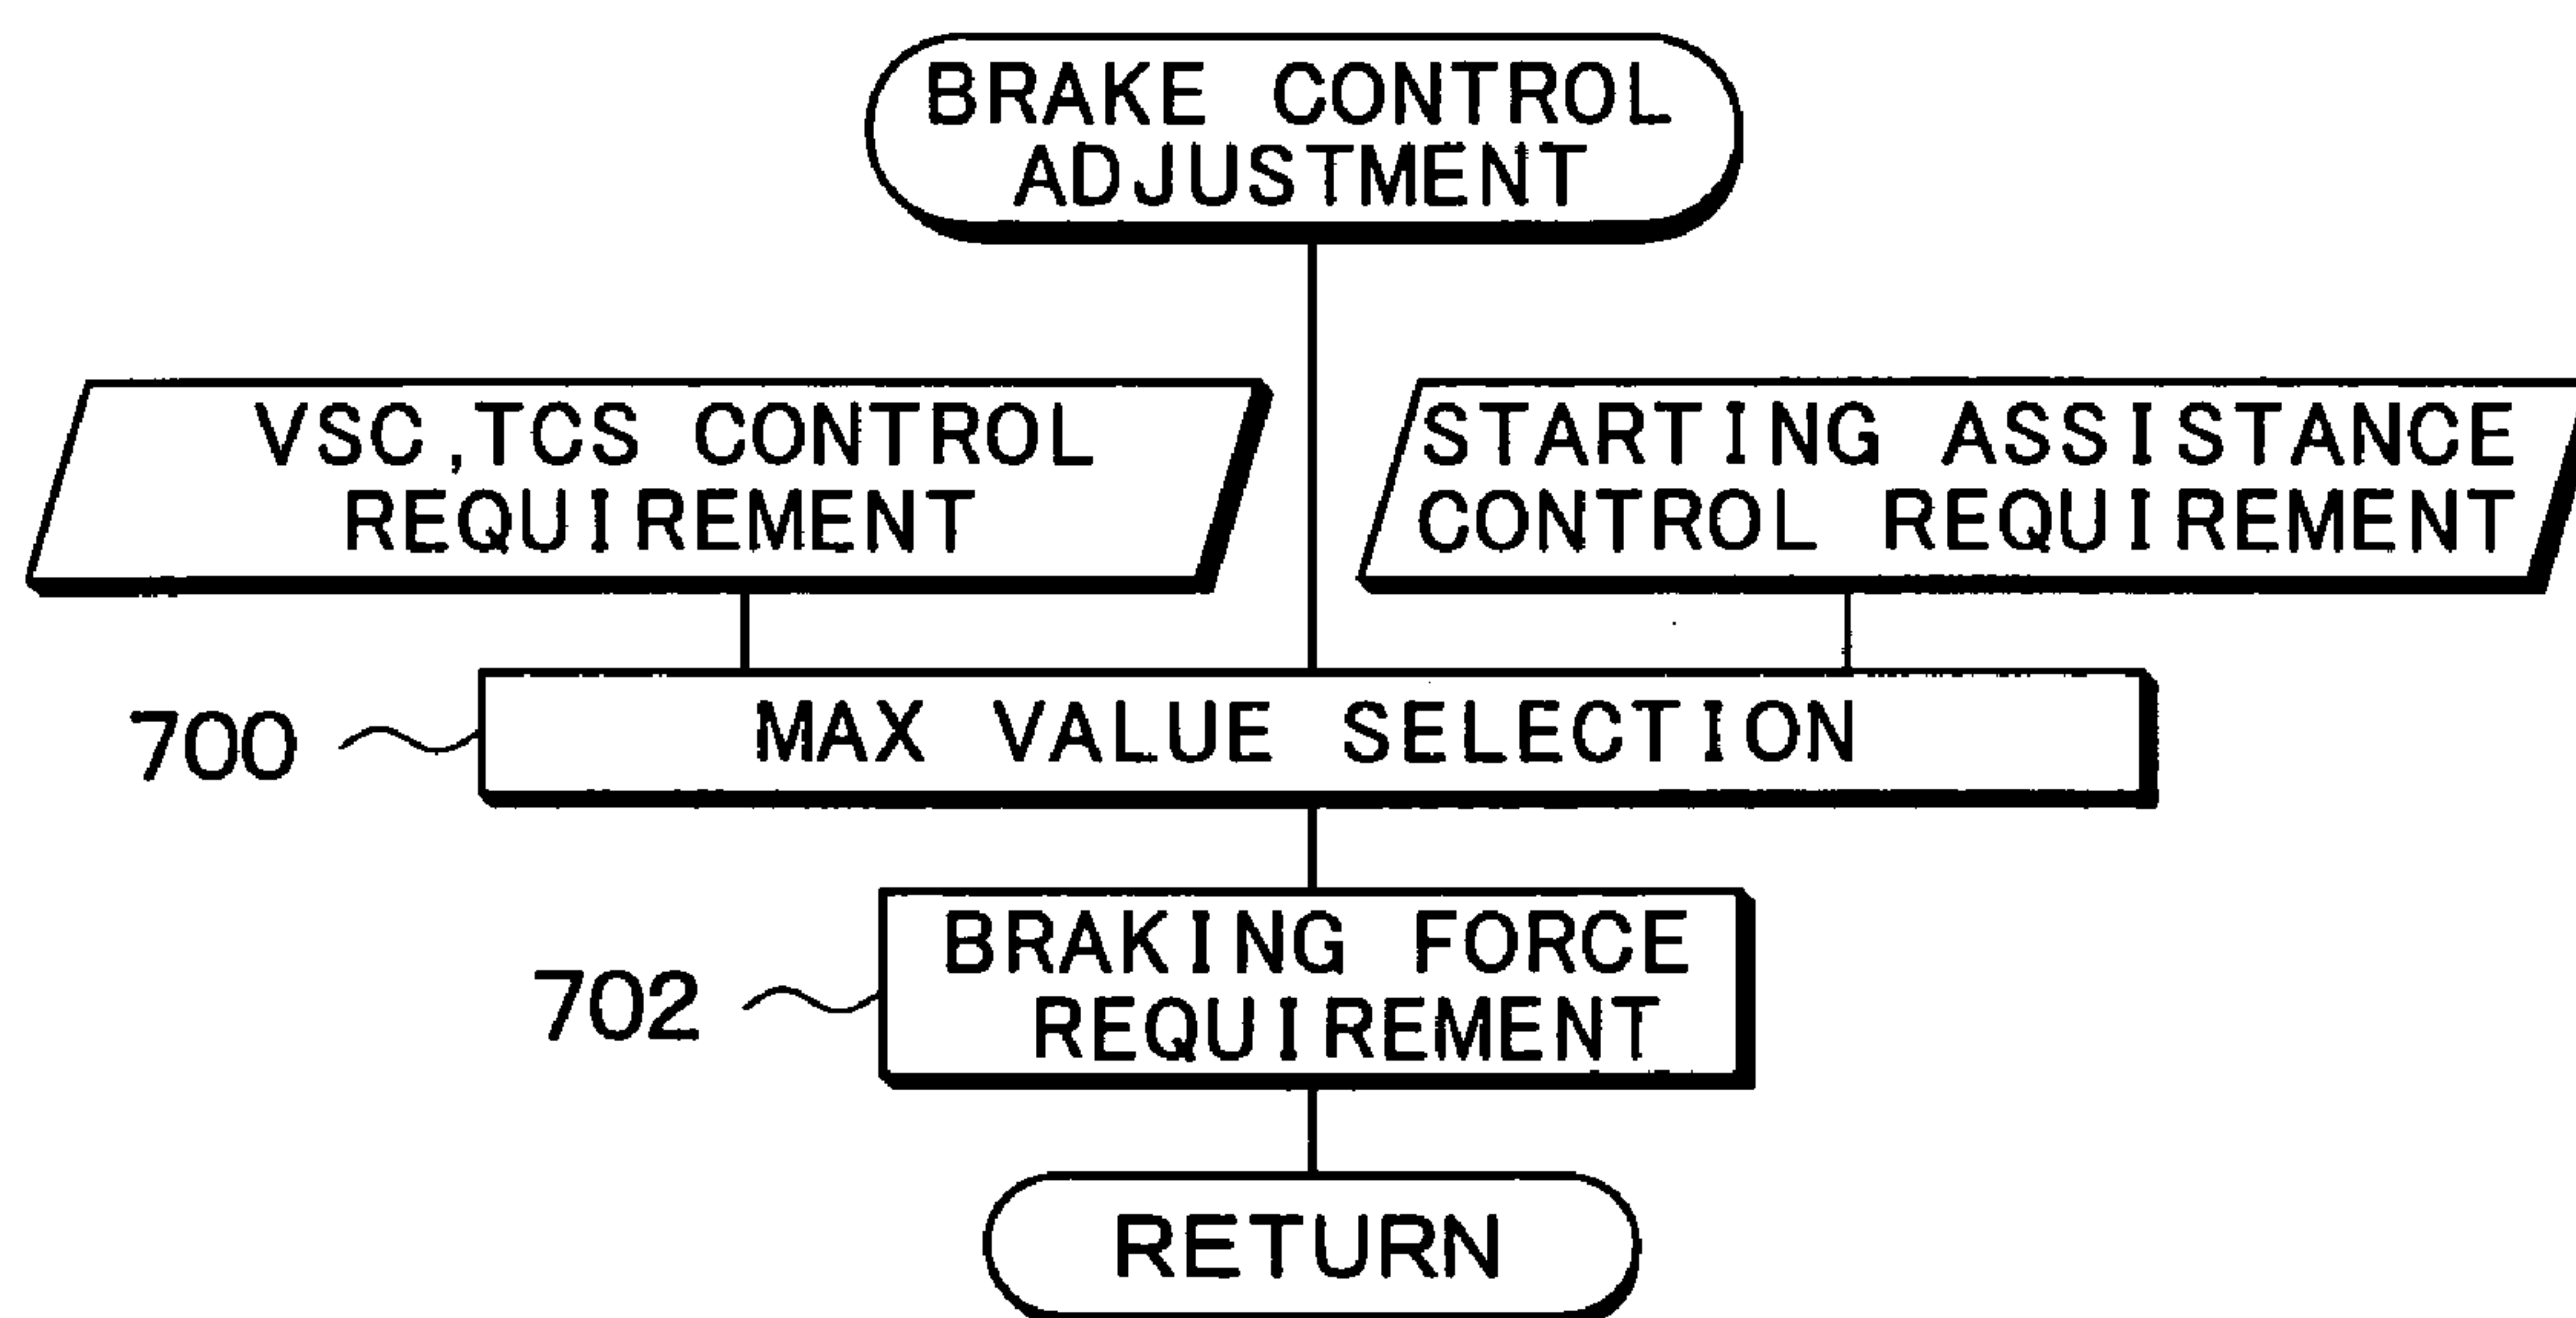 BRAKE CONTROL
ADJUSTMENT
VSC,TCS CONTROL
REQUIREMENT
STARTING ASSISTANCE
CONTROL REQUIREMENT
700
MAX VALUE SELECTION
702
BRAKING FORCE
REQUIREMENT
RETURN